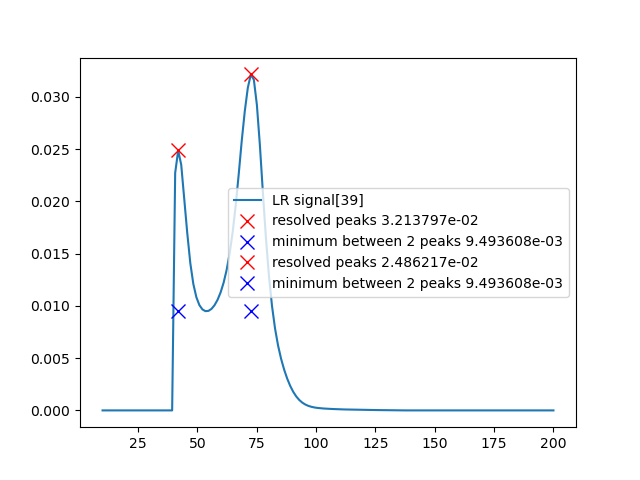 0.030
0.025
0.020
0.015
0.010
0.005
0.000
LR signal[39]
resolved peaks 3.213797e-02
minimum between 2 peaks 9.493608e-03
resolved peaks 2.486217e-02
minimum between 2 peaks 9.493608e-03
25 50 75 100 125 150 175 200